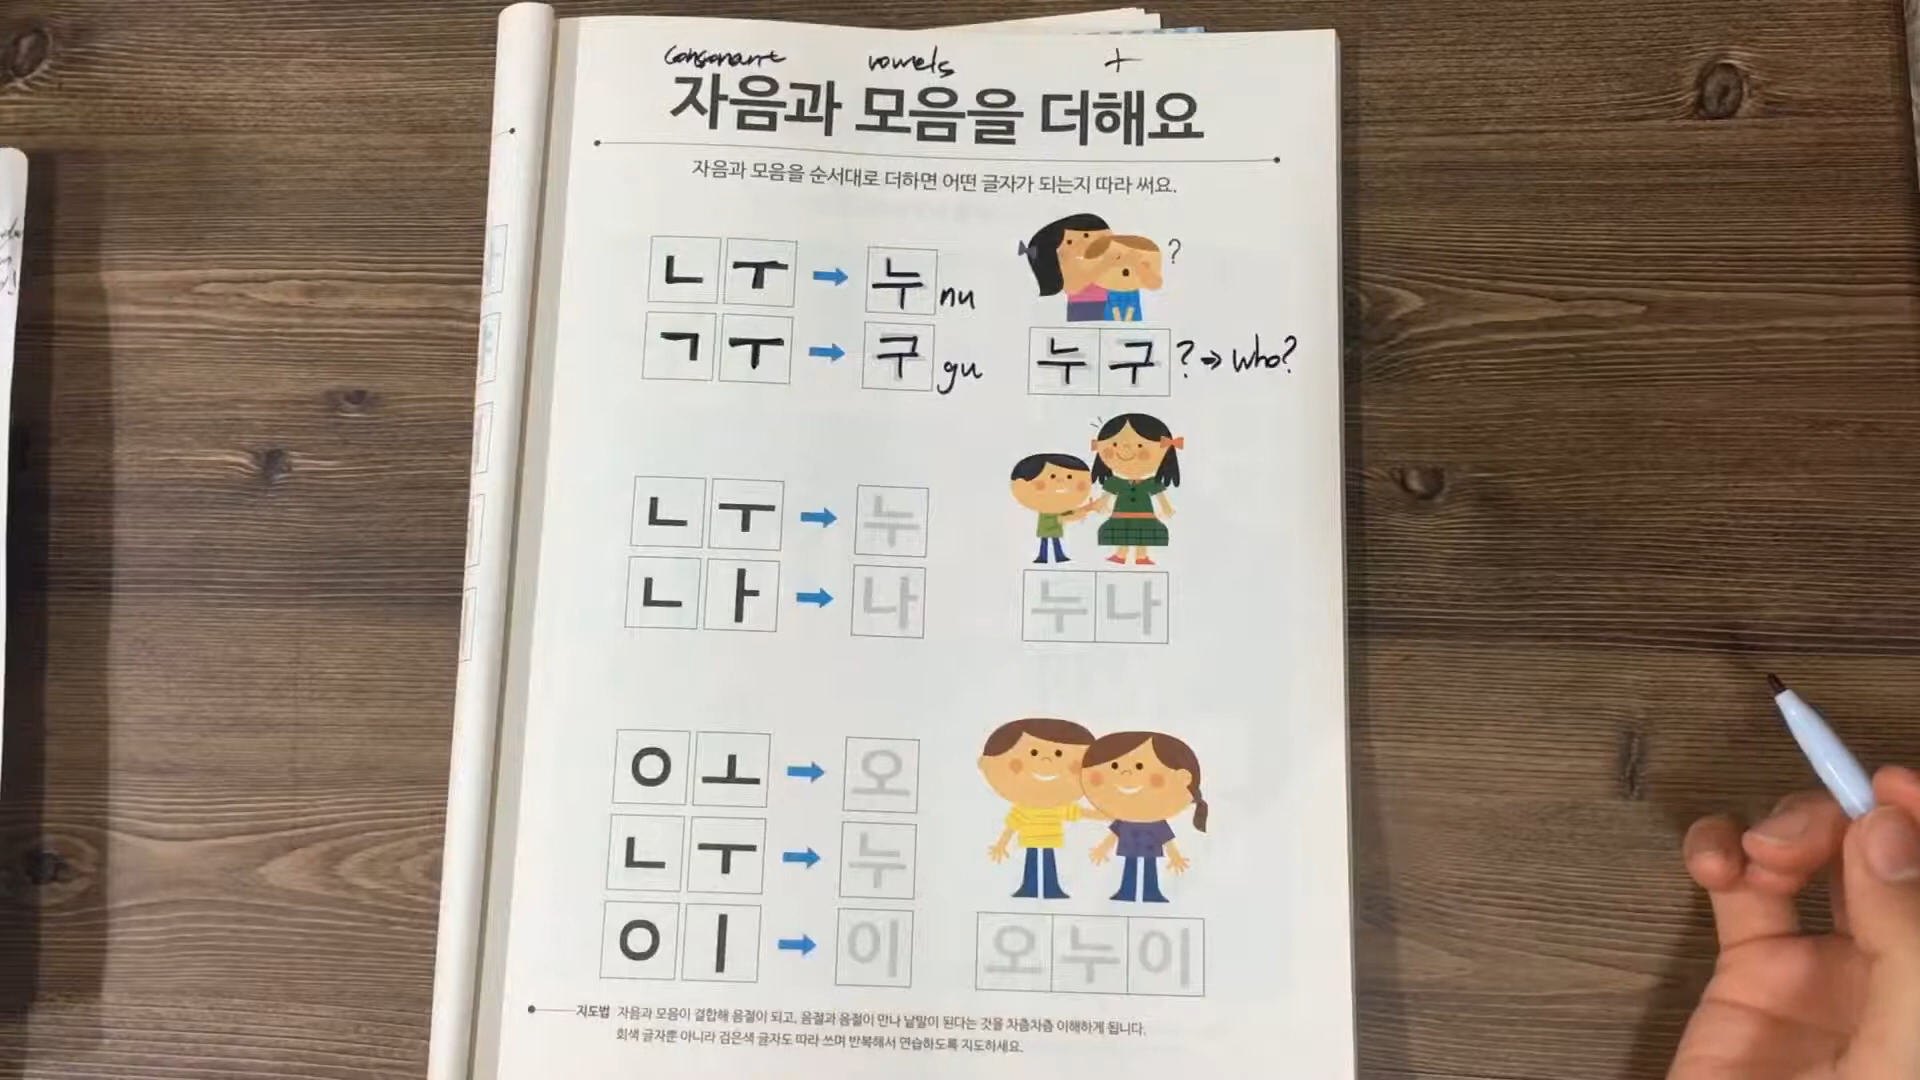 consonant vowels +
자음과 모음을 더해요
자음과 모음을 순서대로 더하면 어떤 글자가 되는지 따라 써요.
ㄴ ㅜ → 누 nu
?
ㄱ ㅜ → 구 gu
누구 ? → who?
ㄴ ㅜ → 누
ㄴ ㅏ → 나
누나
ㅇ ㅗ → 오
ㄴ ㅜ → 누
ㅇ ㅣ → 이
오누이
지도법 자음과 모음이 결합해 음절이 되고, 음절과 음절이 만나 낱말이 된다는 것을 차츰차츰 이해하게 됩니다.
회색 글자뿐 아니라 검은색 글자도 따라 쓰며 반복해서 연습하도록 지도하세요.